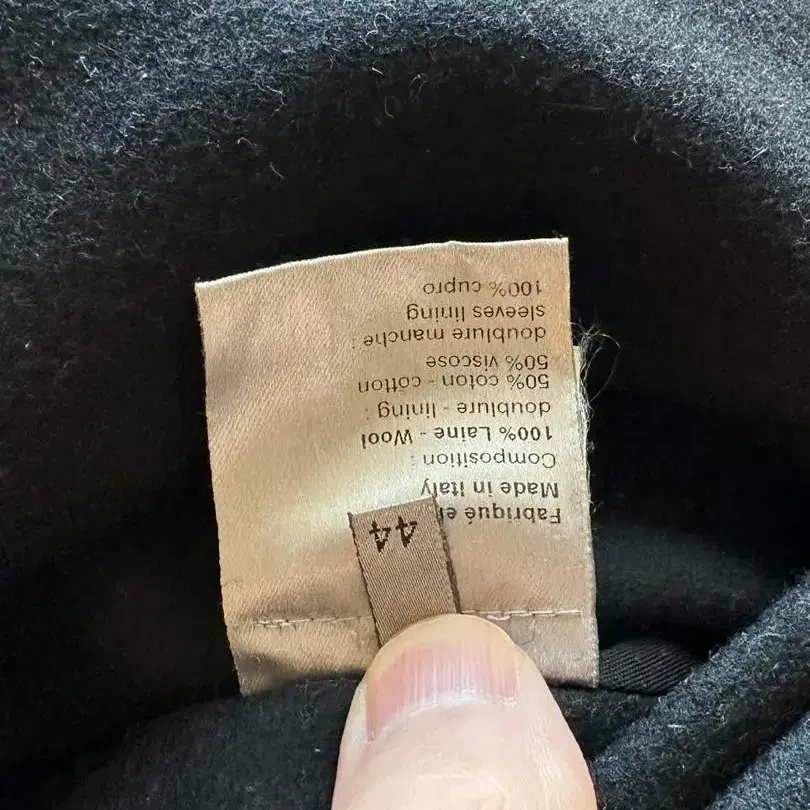 Fabriqué e
Made in Italy
Composition :
100% Laine - Wool
doublure - lining :
50% coton - cotton
50% viscose
doublure manche :
sleeves lining
100% cupro
44